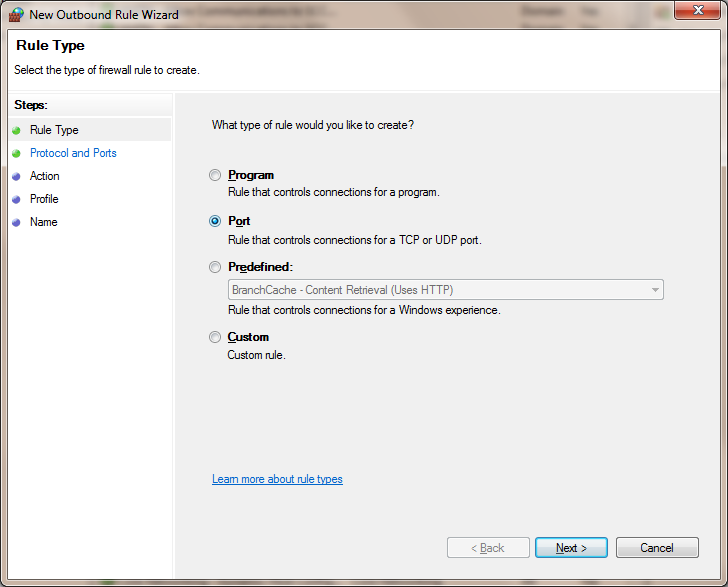 New Outbound Rule Wizard
Rule Type
Select the type of firewall rule to create.
Steps:
Rule Type
Protocol and Ports
Action
Profile
Name
What type of rule would you like to create?
Program
Rule that controls connections for a program.
Port
Rule that controls connections for a TCP or UDP port.
Predefined:
BranchCache - Content Retrieval (Uses HTTP)
Rule that controls connections for a Windows experience.
Custom
Custom rule.
Learn more about rule types
< Back
Next >
Cancel